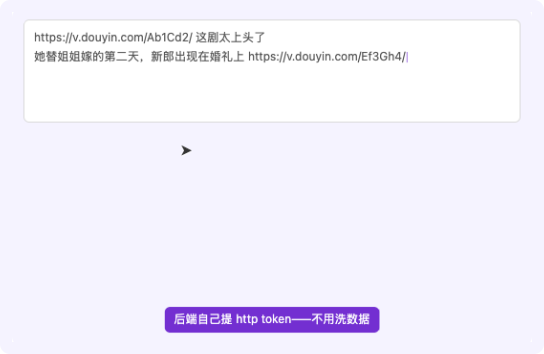 https://v.douyin.com/Ab1Cd2/ 这剧太上头了
她替姐姐嫁的第二天，新郎出现在婚礼上 https://v.douyin.com/Ef3Gh4/
后端自己提 http token——不用洗数据